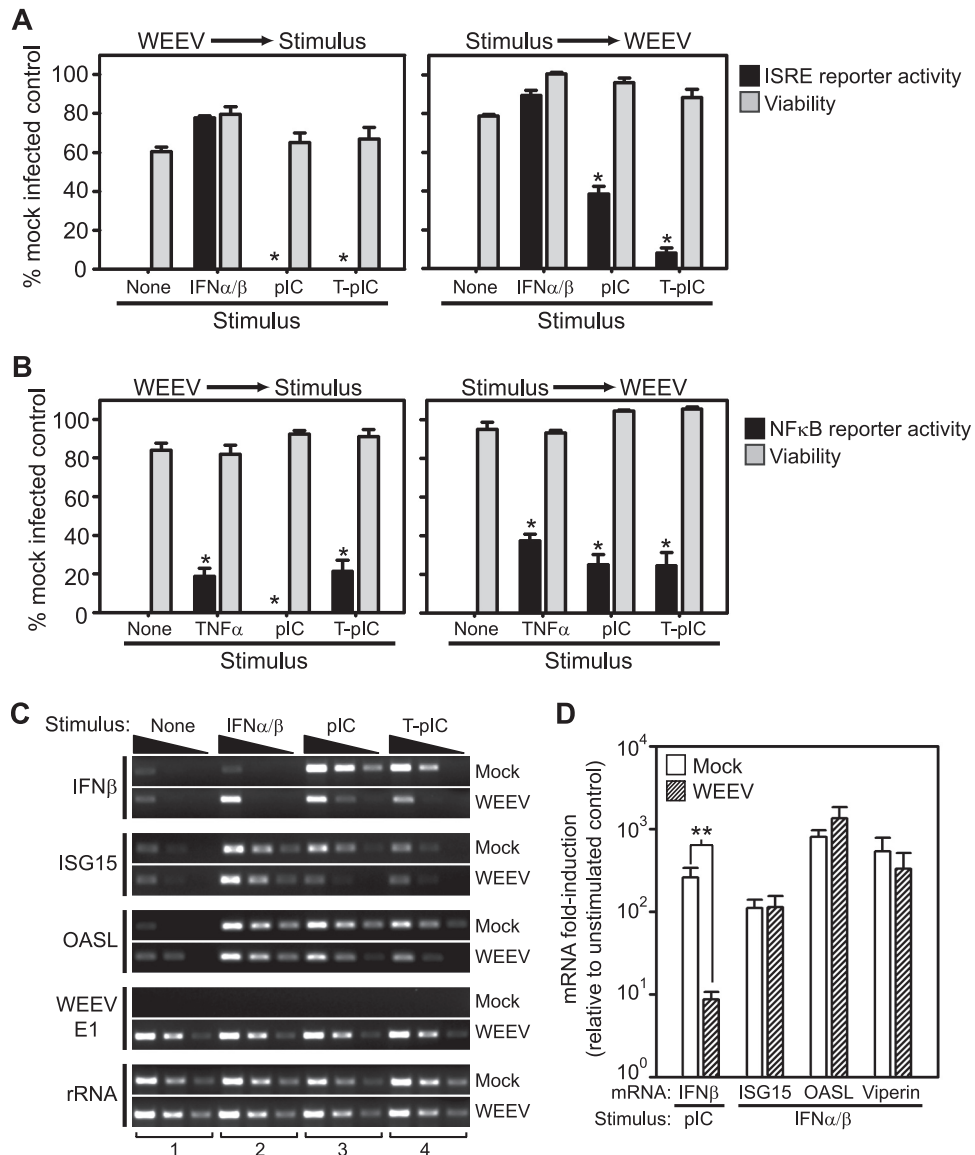 A
WEEV → Stimulus
Stimulus → WEEV
ISRE reporter activity
Viability
% mock infected control
100
80
60
40
20
0
None IFNα/β pIC T-pIC
Stimulus
None IFNα/β pIC T-pIC
Stimulus
B
WEEV → Stimulus
Stimulus → WEEV
NFκB reporter activity
Viability
% mock infected control
100
80
60
40
20
0
* * *
* * *
None TNFα pIC T-pIC
Stimulus
None TNFα pIC T-pIC
Stimulus
C
Stimulus: None IFNα/β pIC T-pIC
IFNβ
Mock
WEEV
ISG15
Mock
WEEV
OASL
Mock
WEEV
WEEV E1
Mock
WEEV
rRNA
Mock
WEEV
1 2 3 4
D
mRNA fold-induction
(relative to unstimulated control)
10⁴
10³
10²
10¹
10⁰
Mock
WEEV
**
mRNA: IFNβ ISG15 OASL Viperin
Stimulus: pIC IFNα/β